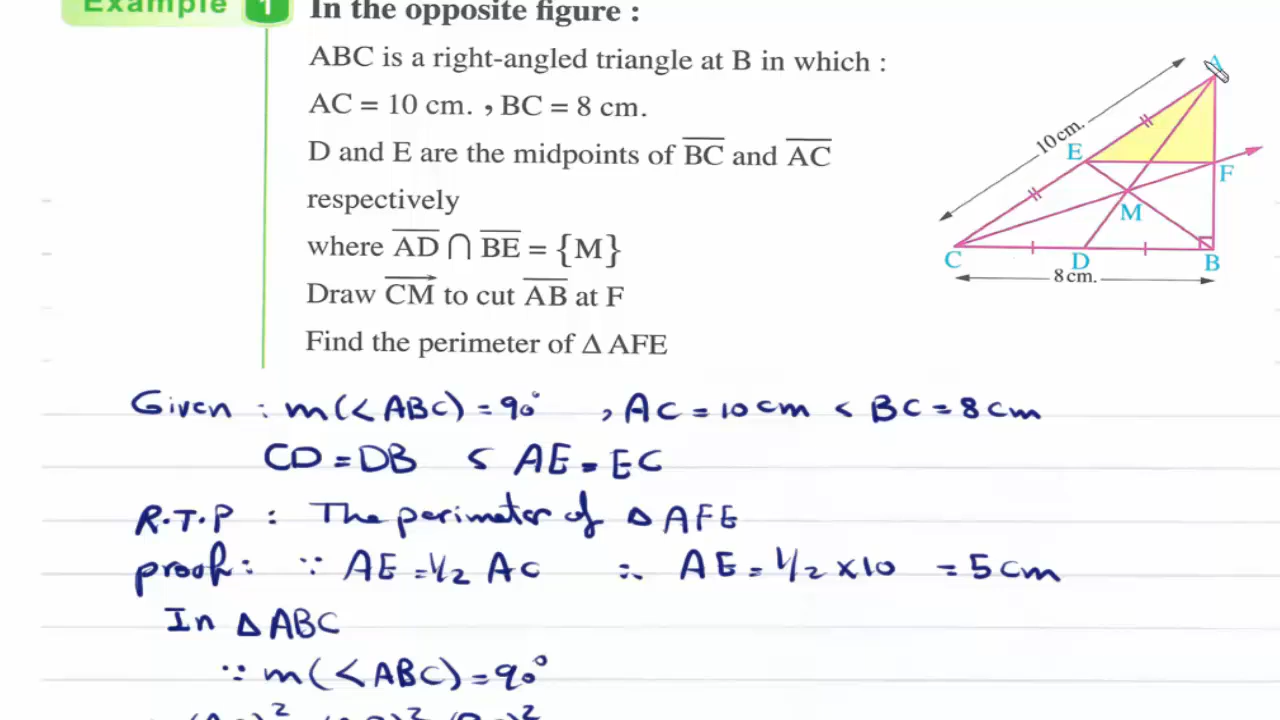 Example 1 In the opposite figure :
ABC is a right-angled triangle at B in which :
AC = 10 cm. , BC = 8 cm.
D and E are the midpoints of BC and AC
respectively
where AD ∩ BE = {M}
Draw CM to cut AB at F
Find the perimeter of Δ AFE
A
10 cm.
E
F
M
C
D
B
8 cm.
Given : m(<ABC) = 90° , AC = 10 cm < BC = 8 cm
CD = DB < AE = EC
R.T.P : The perimeter of Δ AFE
proof: ∵ AE = 1/2 AC ∴ AE = 1/2 × 10 = 5 cm
In Δ ABC
∵ m(<ABC) = 90°